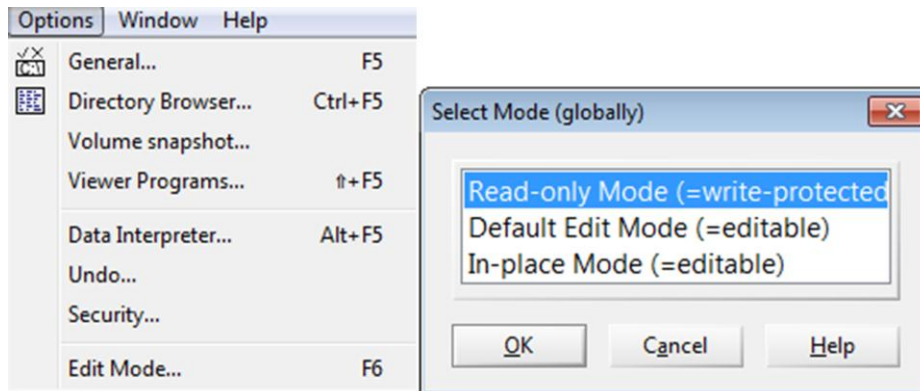 Options Window Help
General... F5
Directory Browser... Ctrl+F5
Volume snapshot...
Viewer Programs... ⇑+F5
Data Interpreter... Alt+F5
Undo...
Security...
Edit Mode... F6
Select Mode (globally)
Read-only Mode (=write-protected
Default Edit Mode (=editable)
In-place Mode (=editable)
OK Cancel Help